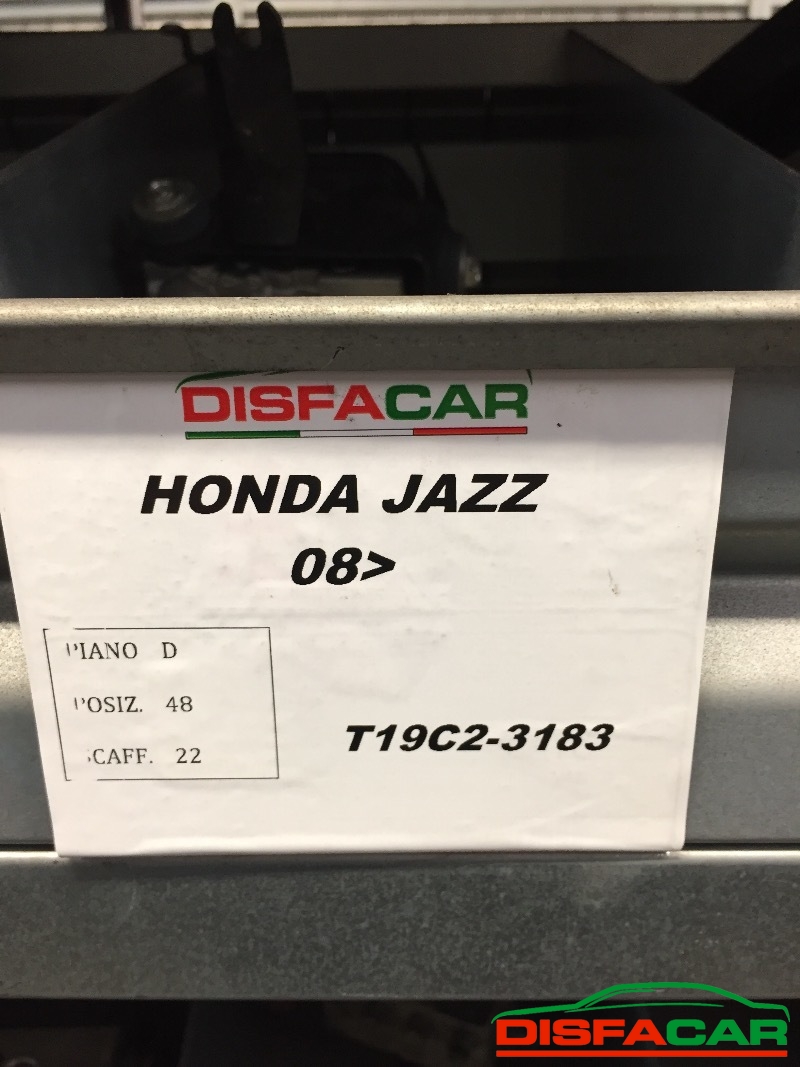 DISFACAR
HONDA JAZZ
08>
PIANO D
POSIZ. 48
SCAFF. 22
T19C2-3183
DISFACAR